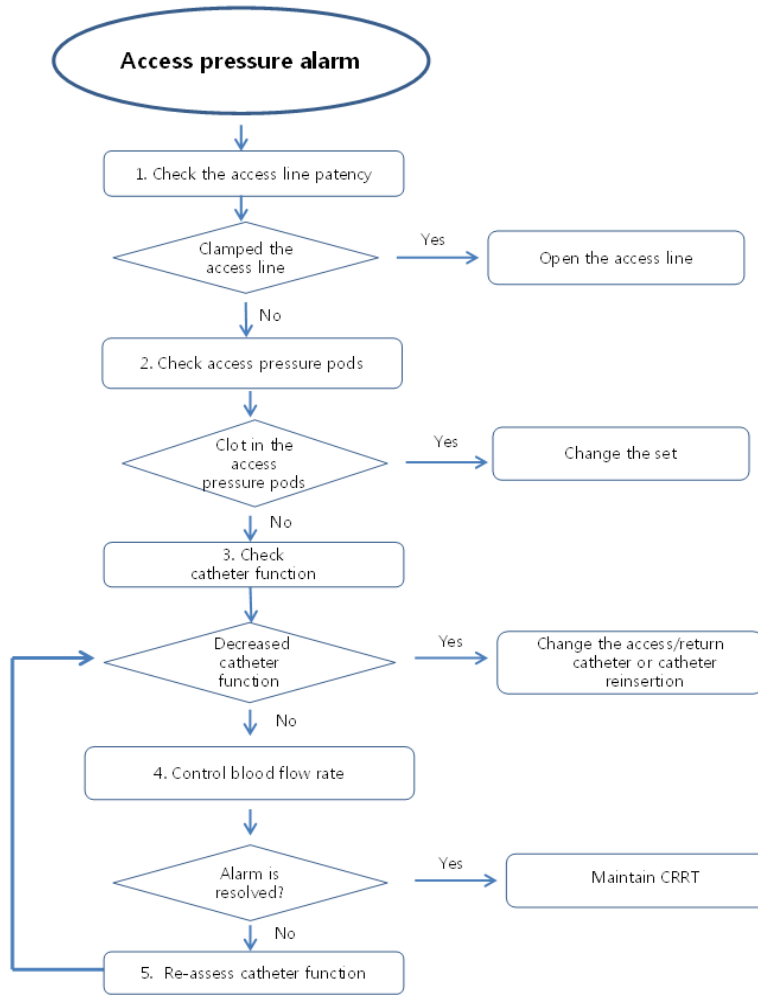 Access pressure alarm
1. Check the access line patency
Clamped the
access line
Yes
Open the access line
No
2. Check access pressure pods
Clot in the
access
pressure pods
Yes
Change the set
No
3. Check
catheter function
Decreased
catheter
function
Yes
Change the access/return
catheter or catheter
reinsertion
No
4. Control blood flow rate
Alarm is
resolved?
Yes
Maintain CRRT
No
5. Re-assess catheter function